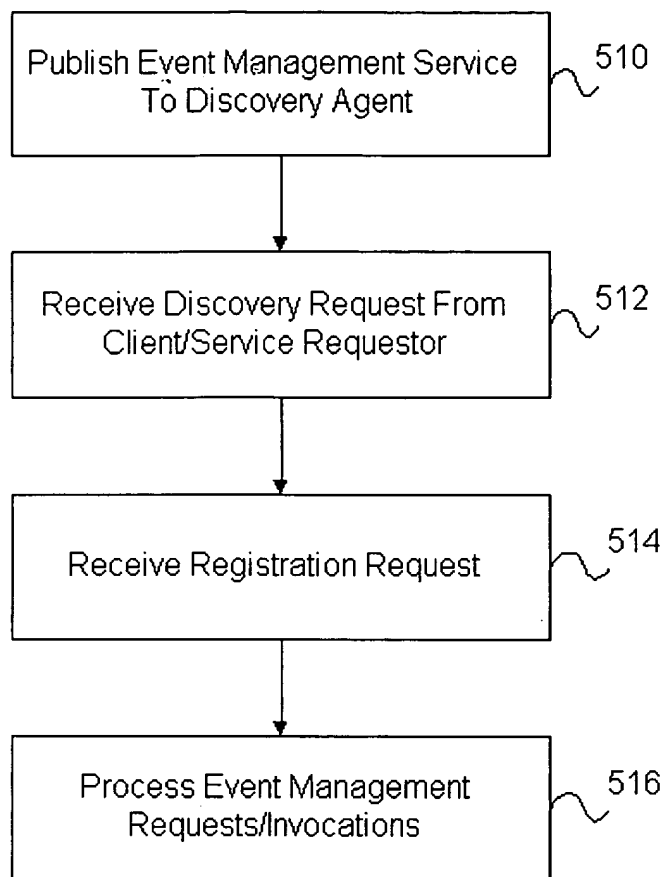 Publish Event Management Service
To Discovery Agent
510
Receive Discovery Request From
Client/Service Requestor
512
Receive Registration Request
514
Process Event Management
Requests/Invocations
516